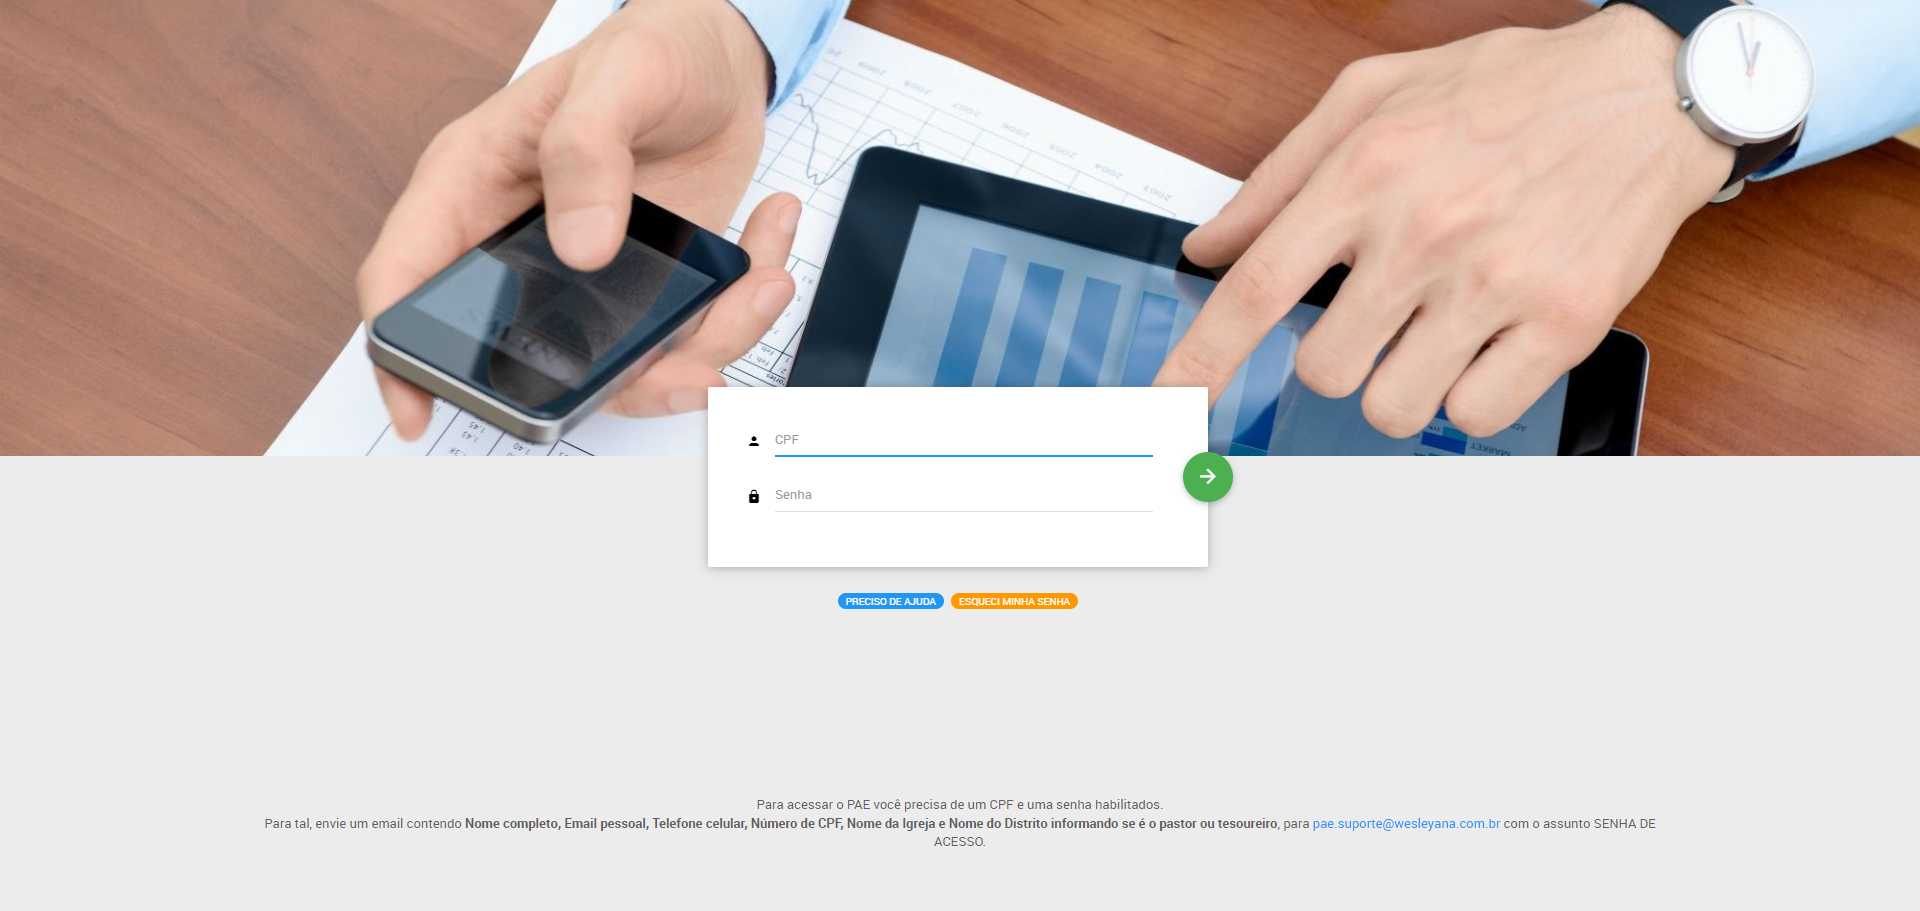 CPF
Senha
PRECISO DE AJUDA ESQUECI MINHA SENHA
Para acessar o PAE você precisa de um CPF e uma senha habilitados.
Para tal, envie um email contendo Nome completo, Email pessoal, Telefone celular, Número de CPF, Nome da Igreja e Nome do Distrito informando se é o pastor ou tesoureiro, para pae.suporte@wesleyana.com.br com o assunto SENHA DE
ACESSO.